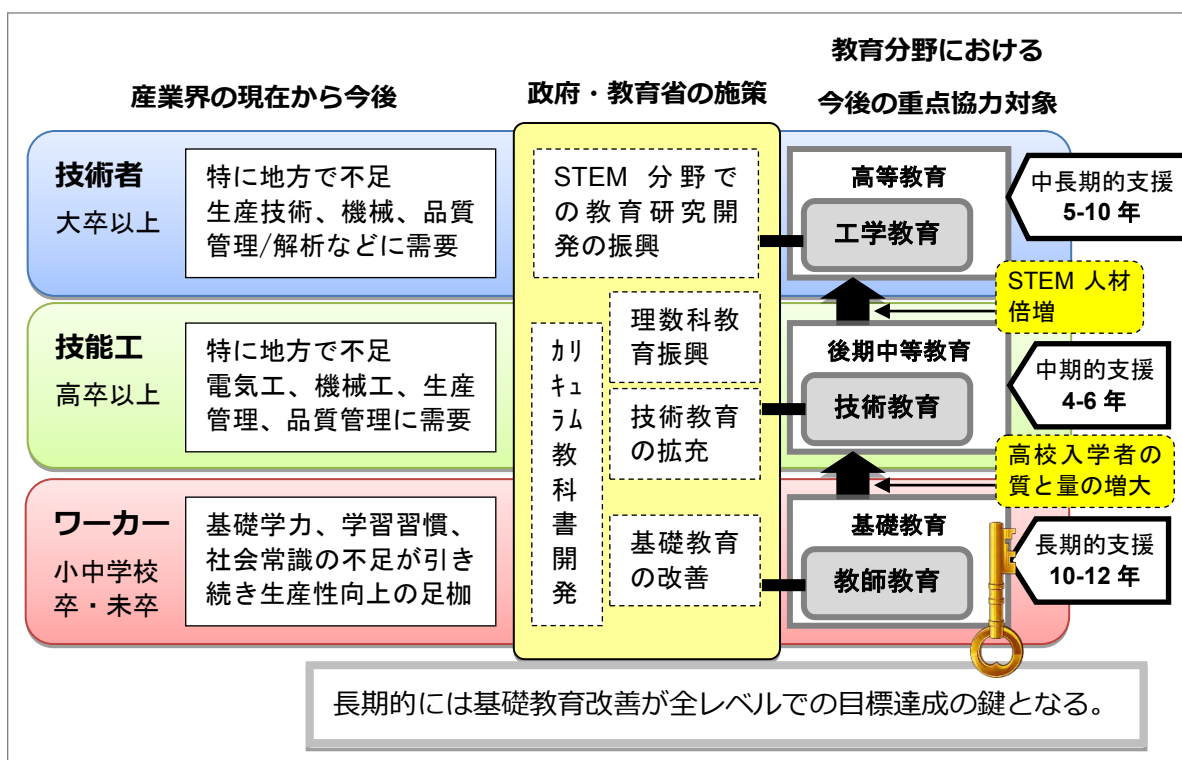 産業界の現在から今後
政府・教育省の施策
教育分野における
今後の重点協力対象
技術者
大卒以上
特に地方で不足
生産技術、機械、品質
管理/解析などに需要
STEM 分野で
の教育研究開
発の振興
高等教育
工学教育
中長期的支援
5-10 年
STEM 人材
倍増
技能工
高卒以上
特に地方で不足
電気工、機械工、生産
管理、品質管理に需要
カリキュラム教科書開発
理数科教
育振興
技術教育
の拡充
後期中等教育
技術教育
中期的支援
4-6 年
高校入学者の
質と量の増大
ワーカー
小中学校
卒・未卒
基礎学力、学習習慣、
社会常識の不足が引き
続き生産性向上の足枷
基礎教育
の改善
基礎教育
教師教育
長期的支援
10-12 年
長期的には基礎教育改善が全レベルでの目標達成の鍵となる。